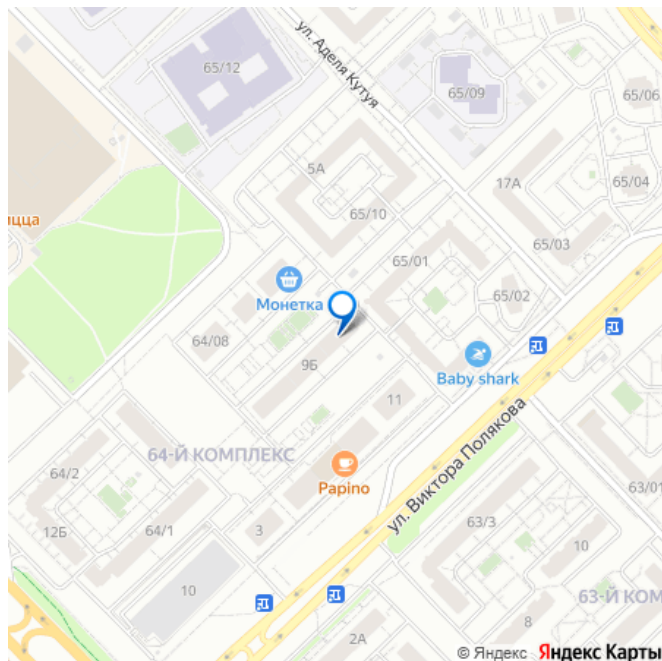 ул. Аделя Кутуя
65/12
65/09
65/06
5А
17А
65/04
65/10
ицца
65/03
65/01
Монетка
65/02
64/08
9Б
Baby shark
11
ул. Виктора Полякова
64-Й КОМПЛЕКС
64/2
Papino
63/01
12Б
64/1
3
63/3
10
10
63-Й КОМ
8
2А
© Яндекс Яндекс Карты